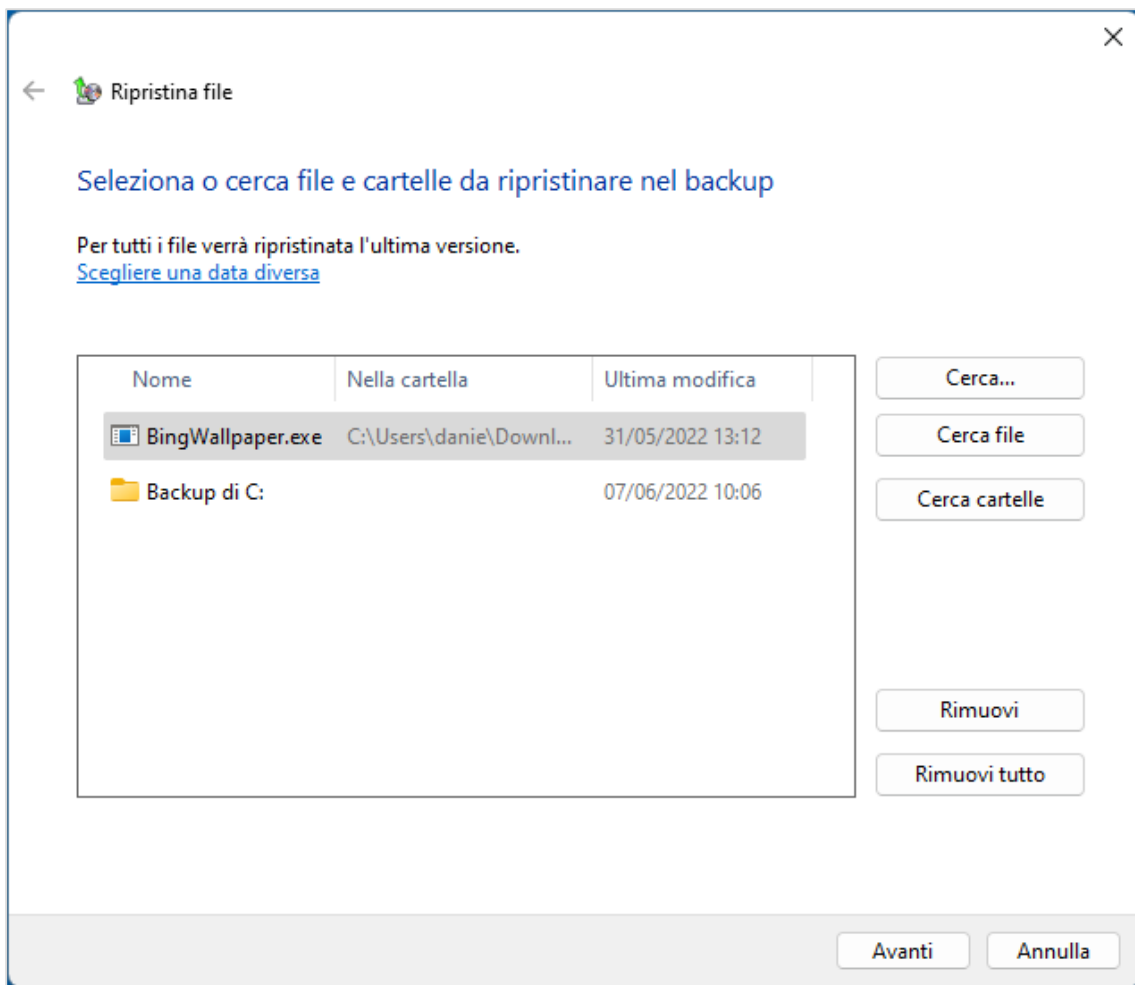 Ripristina file
Seleziona o cerca file e cartelle da ripristinare nel backup
Per tutti i file verrà ripristinata l'ultima versione.
Scegliere una data diversa
Nome Nella cartella Ultima modifica
BingWallpaper.exe C:\Users\danie\Downl... 31/05/2022 13:12
Backup di C: 07/06/2022 10:06
Cerca...
Cerca file
Cerca cartelle
Rimuovi
Rimuovi tutto
Avanti Annulla